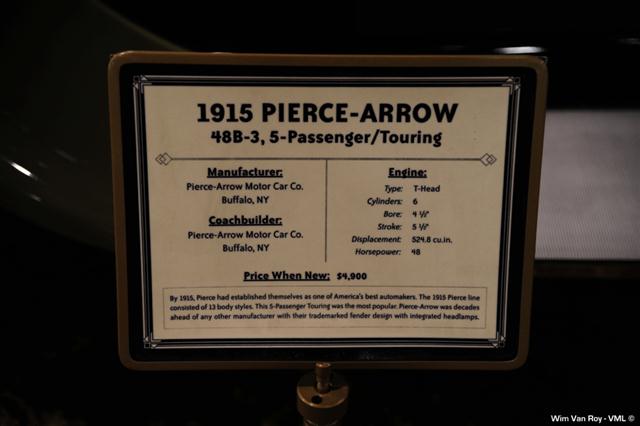 1915 PIERCE-ARROW
48B-3, 5-Passenger/Touring
Manufacturer:
Pierce-Arrow Motor Car Co.
Buffalo, NY
Coachbuilder:
Pierce-Arrow Motor Car Co.
Buffalo, NY
Engine:
Type: T-Head
Cylinders: 6
Bore: 4 ½"
Stroke: 5 ½"
Displacement: 524.8 cu.in.
Horsepower: 48
Price When New: $4,900
By 1915, Pierce had established themselves as one of America's best automakers. The 1915 Pierce line
consisted of 13 body styles. This 5-Passenger Touring was the most popular. Pierce-Arrow was decades
ahead of any other manufacturer with their trademarked fender design with integrated headlamps.
Wim Van Roy - VML ©